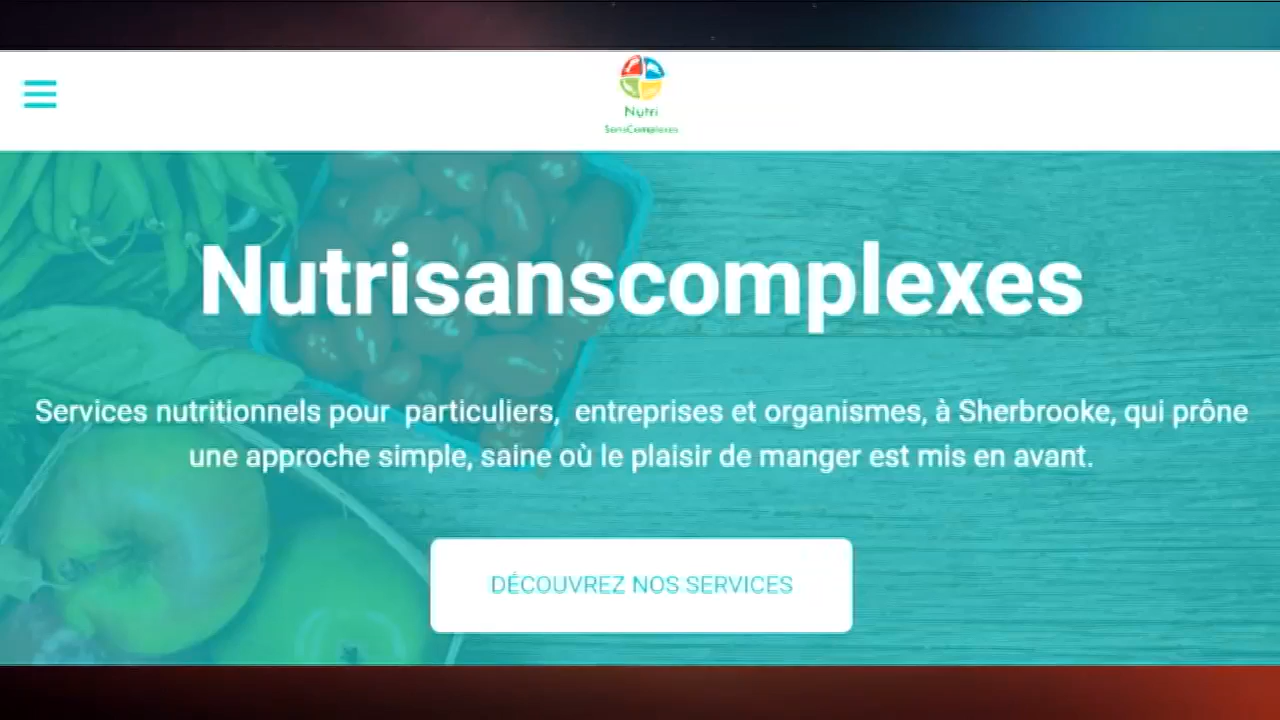 Nutri
SansComplexes
Nutrisanscomplexes
Services nutritionnels pour particuliers, entreprises et organismes, à Sherbrooke, qui prône
une approche simple, saine où le plaisir de manger est mis en avant.
DÉCOUVREZ NOS SERVICES